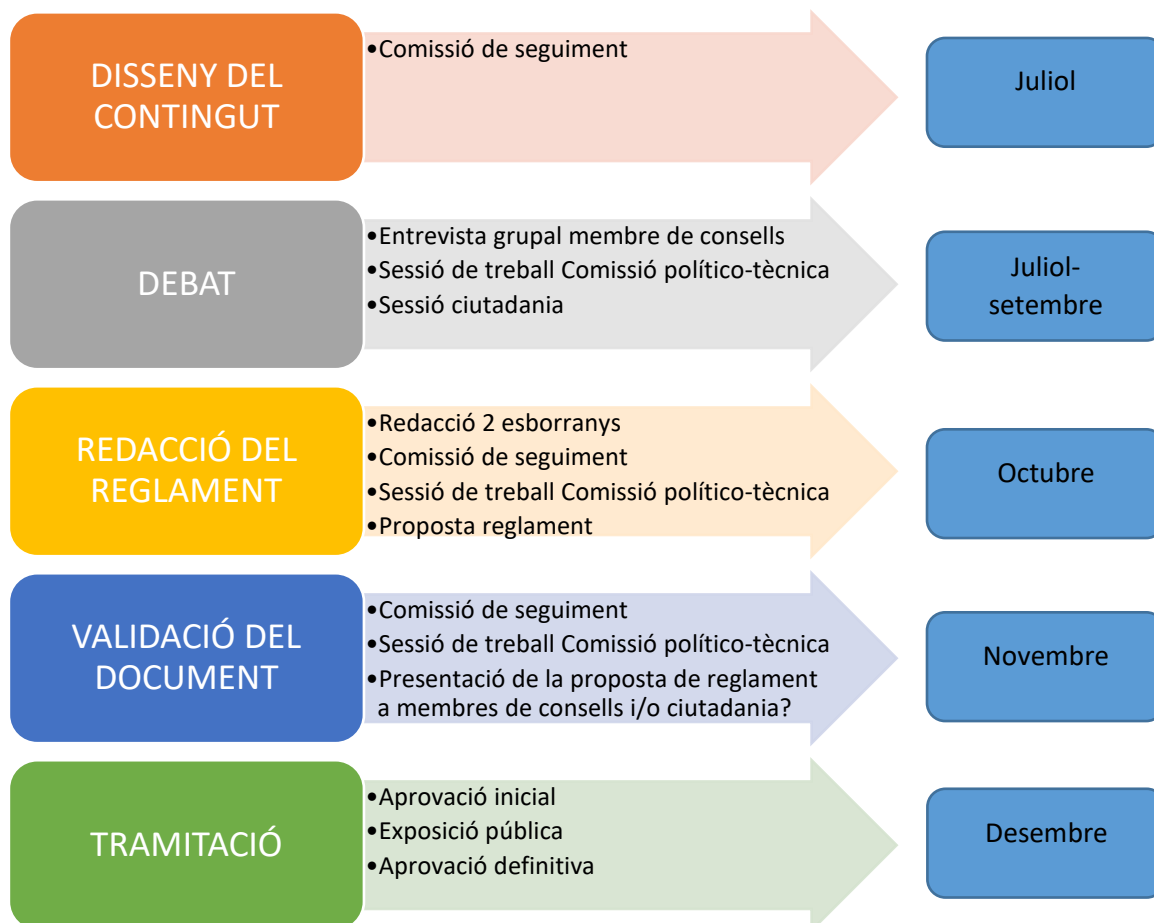 DISSENY DEL
CONTINGUT
•Comissió de seguiment
Juliol
DEBAT
•Entrevista grupal membre de consells
•Sessió de treball Comissió político-tècnica
•Sessió ciutadania
Juliol-
setembre
REDACCIÓ DEL
REGLAMENT
•Redacció 2 esborranys
•Comissió de seguiment
•Sessió de treball Comissió político-tècnica
•Proposta reglament
Octubre
VALIDACIÓ DEL
DOCUMENT
•Comissió de seguiment
•Sessió de treball Comissió político-tècnica
•Presentació de la proposta de reglament
a membres de consells i/o ciutadania?
Novembre
TRAMITACIÓ
•Aprovació inicial
•Exposició pública
•Aprovació definitiva
Desembre